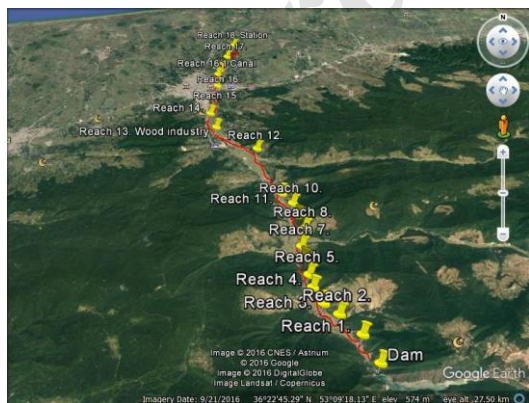 Reach 18. Station
Reach 17.
Reach 16.1 Canal
Reach 16.
Reach 15.
Reach 14.
Reach 13. Wood industry
Reach 12.
Reach 10.
Reach 11.
Reach 8.
Reach 7.
Reach 5.
Reach 4.
Reach 2.
Reach 3.
Reach 1.
Dam
Image © 2016 CNES / Astrium
© 2016 Google
Image © 2016 DigitalGlobe
Image Landsat / Copernicus
Google Earth
Imagery Date: 9/21/2016 36°22'45.29" N 53°09'18.13" E elev 574 m eye alt 27.50 km